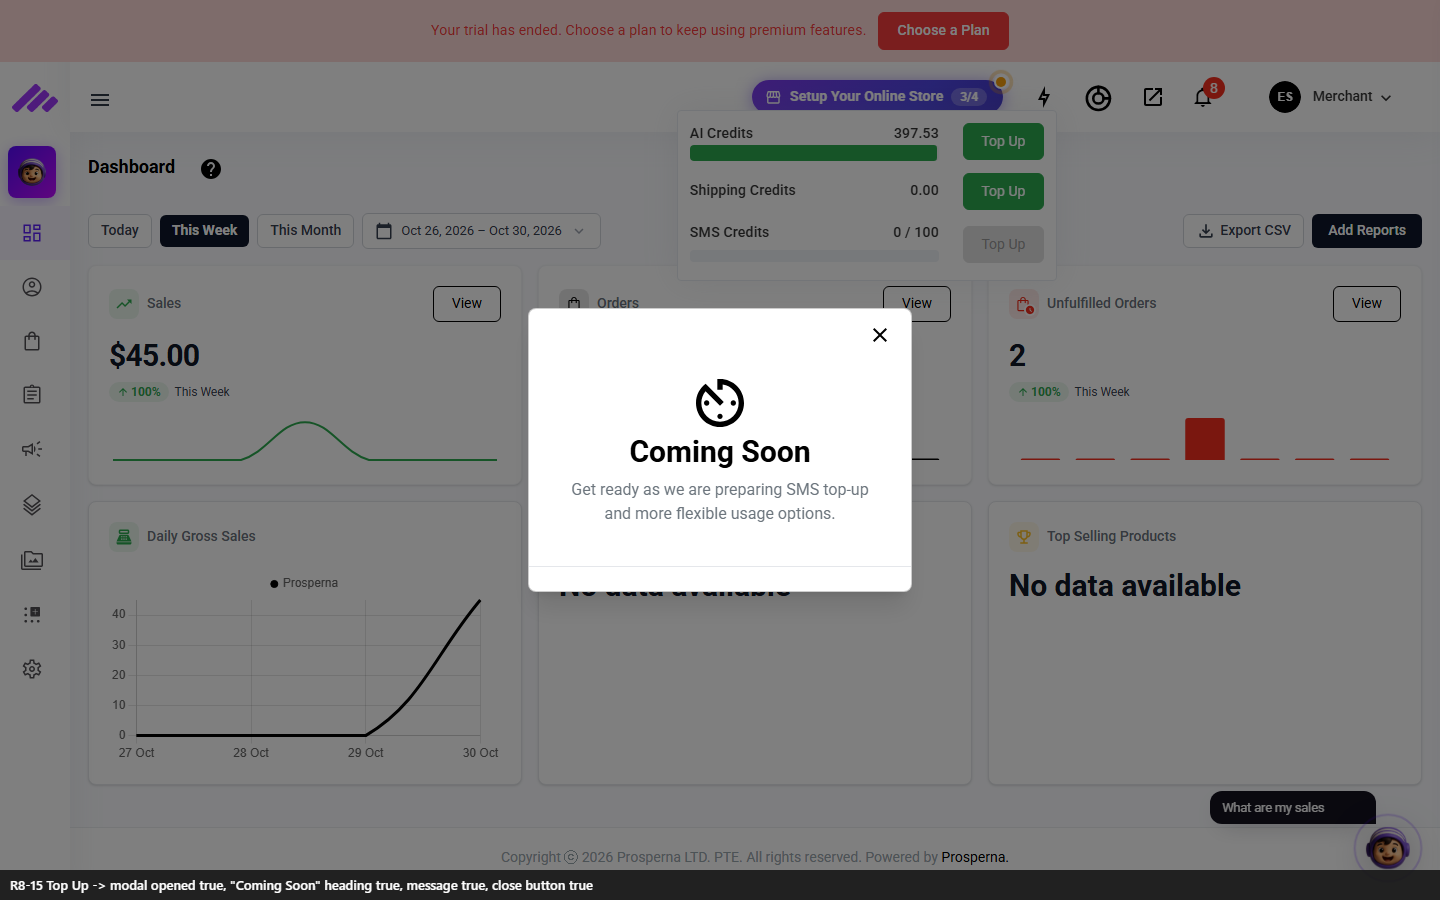 Your trial has ended. Choose a plan to keep using premium features. Choose a Plan
Setup Your Online Store 3/4
8
ES Merchant
AI Credits 397.53 Top Up
Shipping Credits 0.00 Top Up
SMS Credits 0 / 100 Top Up
Dashboard ?
Today This Week This Month Oct 26, 2026 – Oct 30, 2026 Export CSV Add Reports
Sales View
$45.00
↑ 100% This Week
Orders View
Unfulfilled Orders View
2
↑ 100% This Week
Coming Soon
Get ready as we are preparing SMS top-up
and more flexible usage options.
Daily Gross Sales
Prosperna
40
30
20
10
0
27 Oct 28 Oct 29 Oct 30 Oct
No data available
Top Selling Products
No data available
What are my sales
Copyright © 2026 Prosperna LTD. PTE. All rights reserved. Powered by Prosperna.
R8-15 Top Up -> modal opened true, "Coming Soon" heading true, message true, close button true